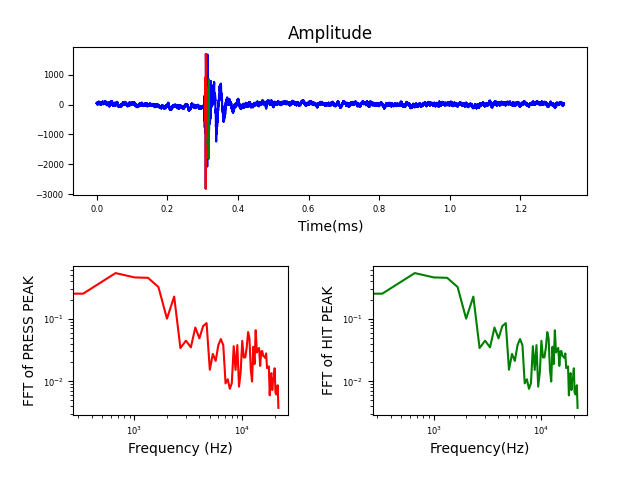 Amplitude
1000
0
−1000
−2000
−3000
0.0 0.2 0.4 0.6 0.8 1.0 1.2
Time(ms)
FFT of PRESS PEAK
10⁻¹
10⁻²
10³ 10⁴
Frequency (Hz)
FFT of HIT PEAK
10⁻¹
10⁻²
10³ 10⁴
Frequency(Hz)